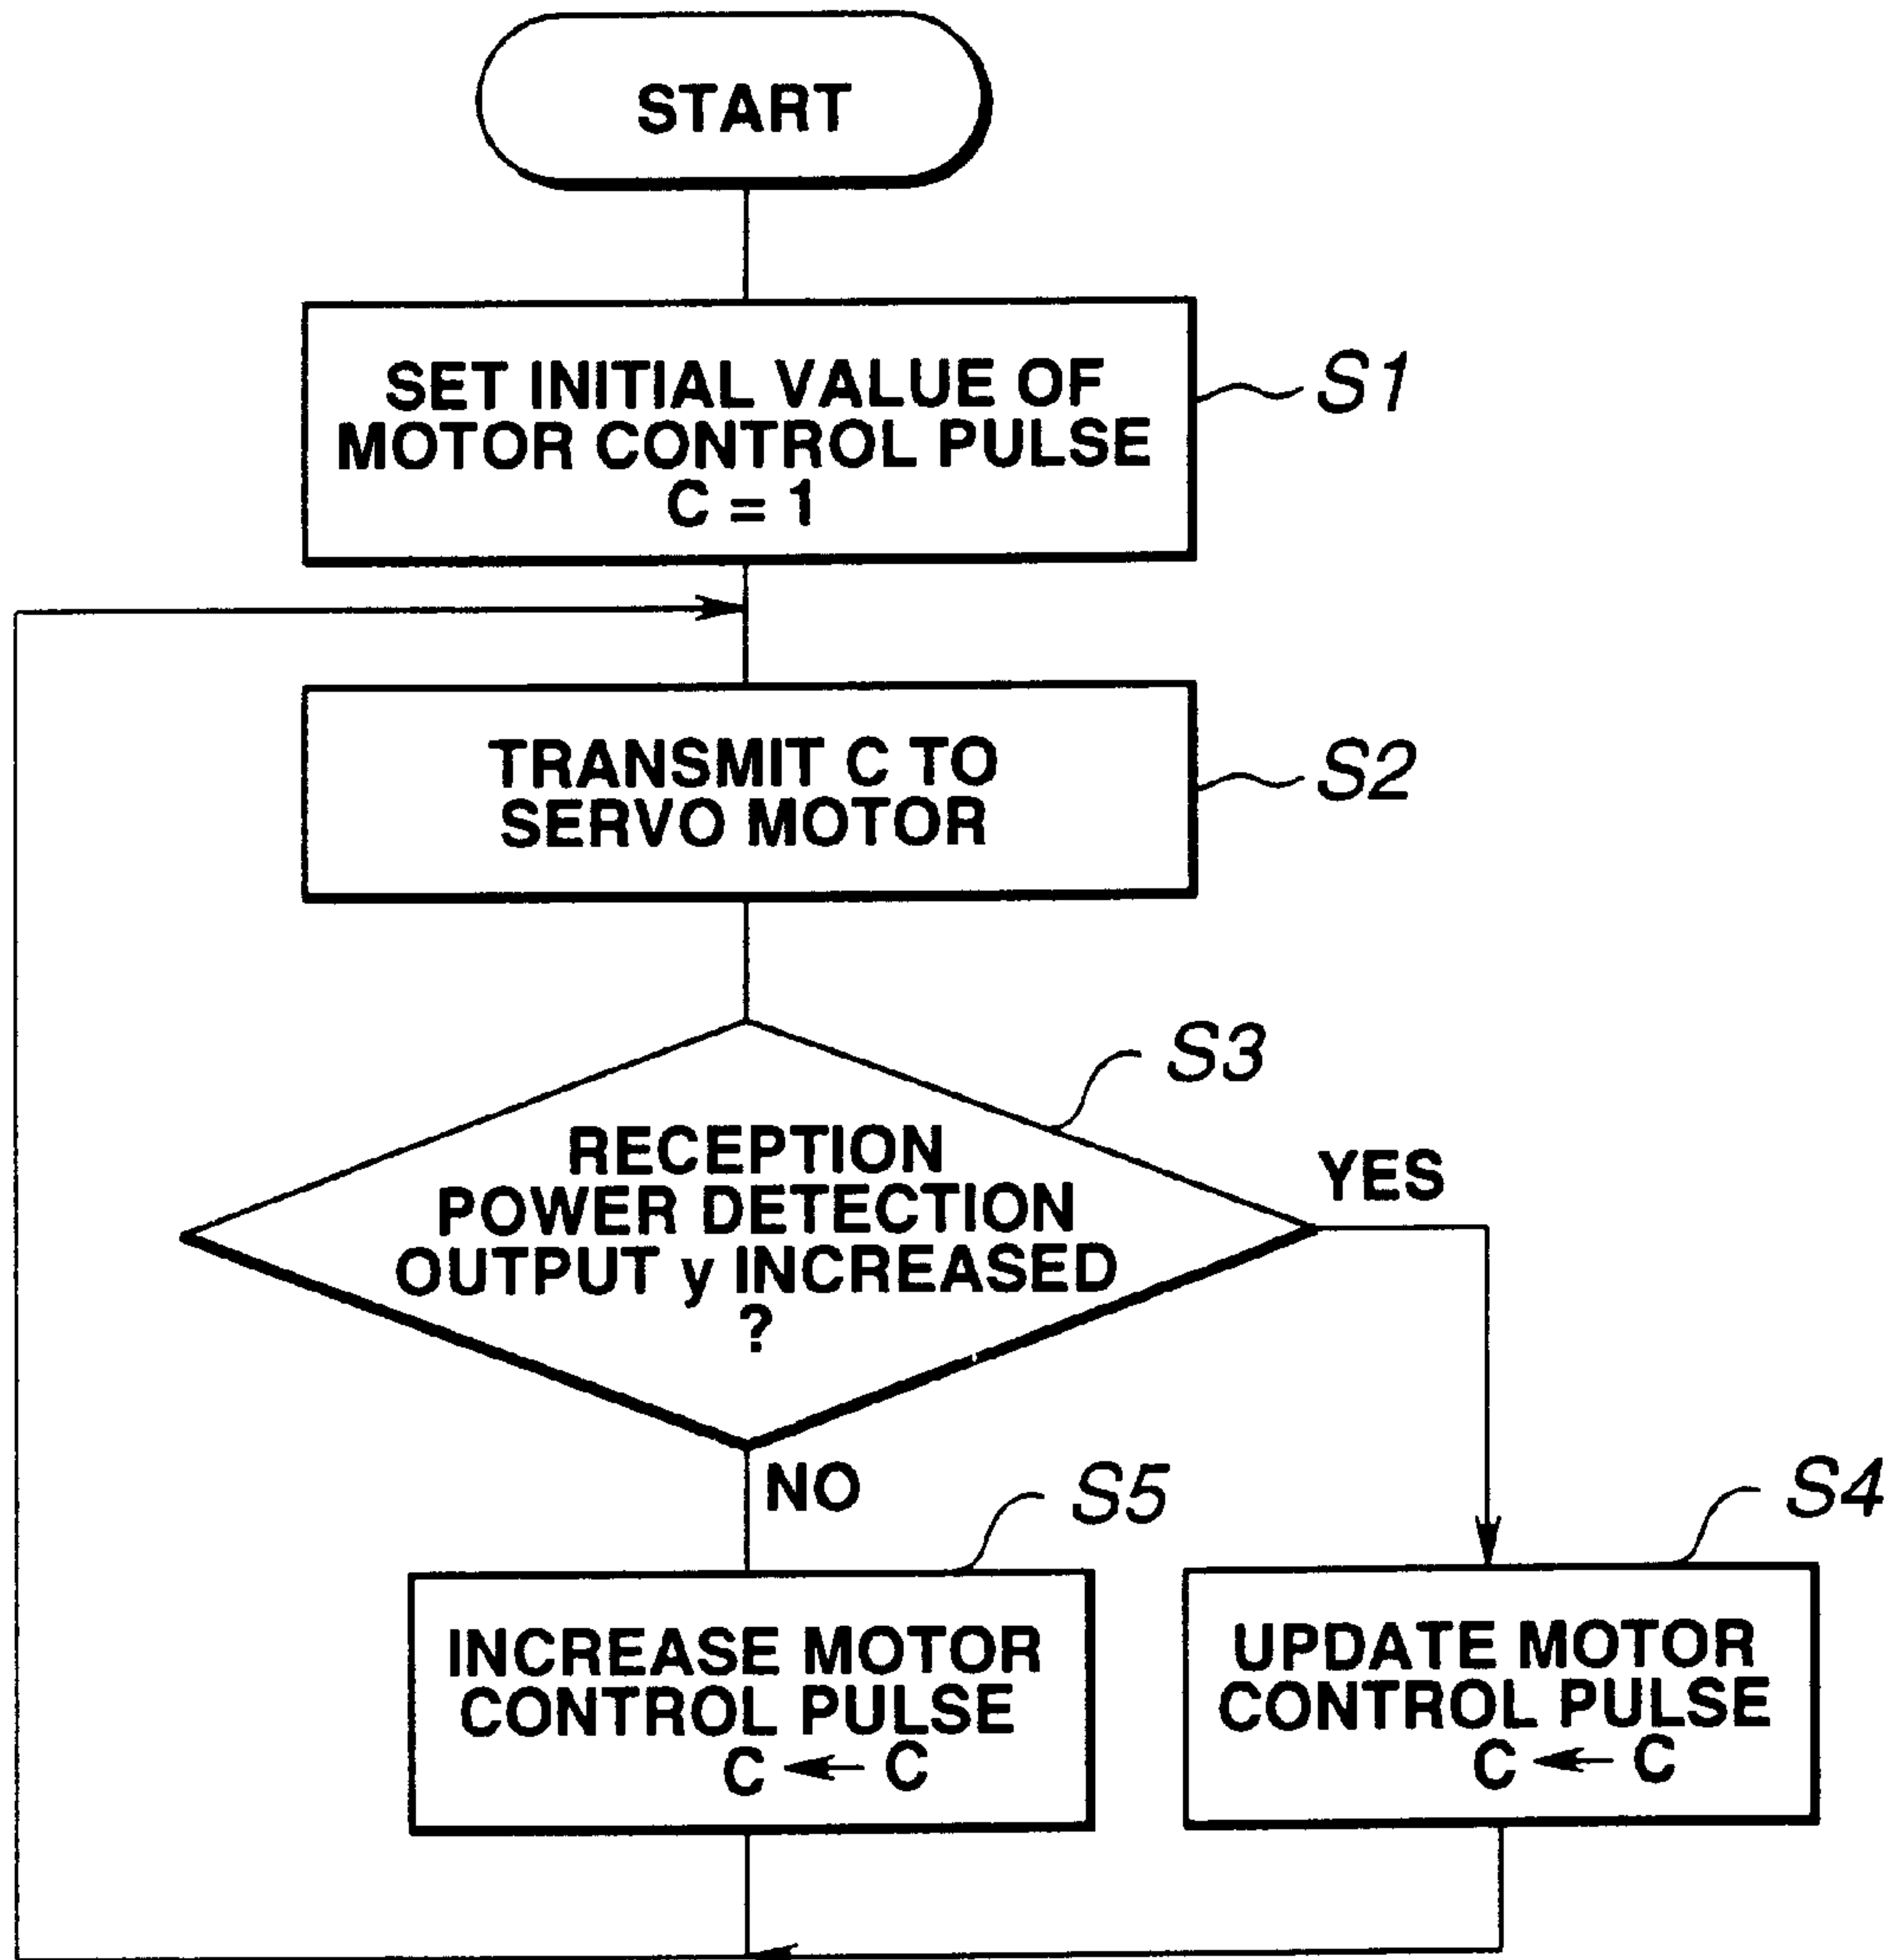 START
SET INITIAL VALUE OF
MOTOR CONTROL PULSE
C = 1
S1
TRANSMIT C TO
SERVO MOTOR
S2
S3
RECEPTION
POWER DETECTION
OUTPUT y INCREASED
?
YES
NO
S5
INCREASE MOTOR
CONTROL PULSE
C ← C
S4
UPDATE MOTOR
CONTROL PULSE
C ← C